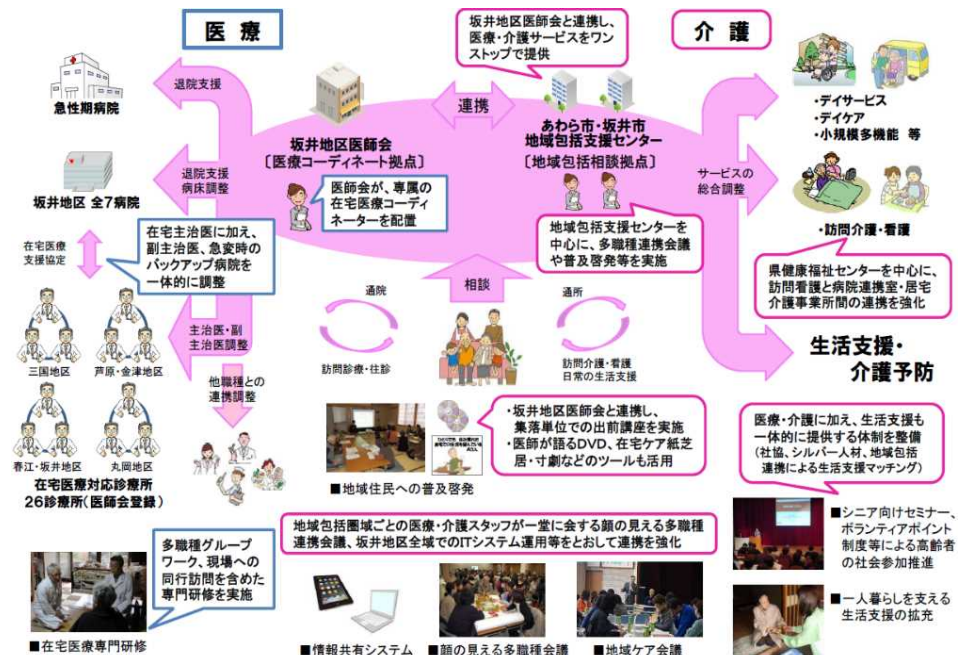 医 療
坂井地区医師会と連携し、
医療・介護サービスをワン
ストップで提供
介 護
急性期病院
退院支援
連携
坂井地区医師会
〔医療コーディネート拠点〕
あわら市・坂井市
地域包括支援センター
〔地域包括相談拠点〕
・デイサービス
・デイケア
・小規模多機能 等
坂井地区 全7病院
退院支援
病床調整
医師会が、専属の
在宅医療コーディ
ネーターを配置
地域包括支援センターを
中心に、多職種連携会議
や普及啓発等を実施
サービスの
総合調整
・訪問介護・看護
在宅医療
支援協定
在宅主治医に加え、
副主治医、急変時の
バックアップ病院を
一体的に調整
県健康福祉センターを中心に、
訪問看護と病院連携室・居宅
介護事業所間の連携を強化
相談
通院
訪問診療・往診
通所
訪問介護・看護
日常の生活支援
主治医・副
主治医調整
三国地区
芦原・金津地区
春江・坂井地区
丸岡地区
在宅医療対応診療所
26診療所(医師会登録)
他職種との
連携調整
生活支援・
介護予防
・坂井地区医師会と連携し、
集落単位での出前講座を実施
・医師が語るDVD、在宅ケア紙芝
居・寸劇などのツールも活用
■地域住民への普及啓発
医療・介護に加え、生活支援も
一体的に提供する体制を整備
(社協、シルバー人材、地域包括
連携による生活支援マッチング)
■シニア向けセミナー、
ボランティアポイント
制度等による高齢者
の社会参加推進
■一人暮らしを支える
生活支援の拡充
地域包括圏域ごとの医療・介護スタッフが一堂に会する顔の見える多職種
連携会議、坂井地区全域でのITシステム運用等をとおして連携を強化
多職種グループ
ワーク、現場への
同行訪問を含めた
専門研修を実施
■在宅医療専門研修
■情報共有システム
■顔の見える多職種会議
■地域ケア会議